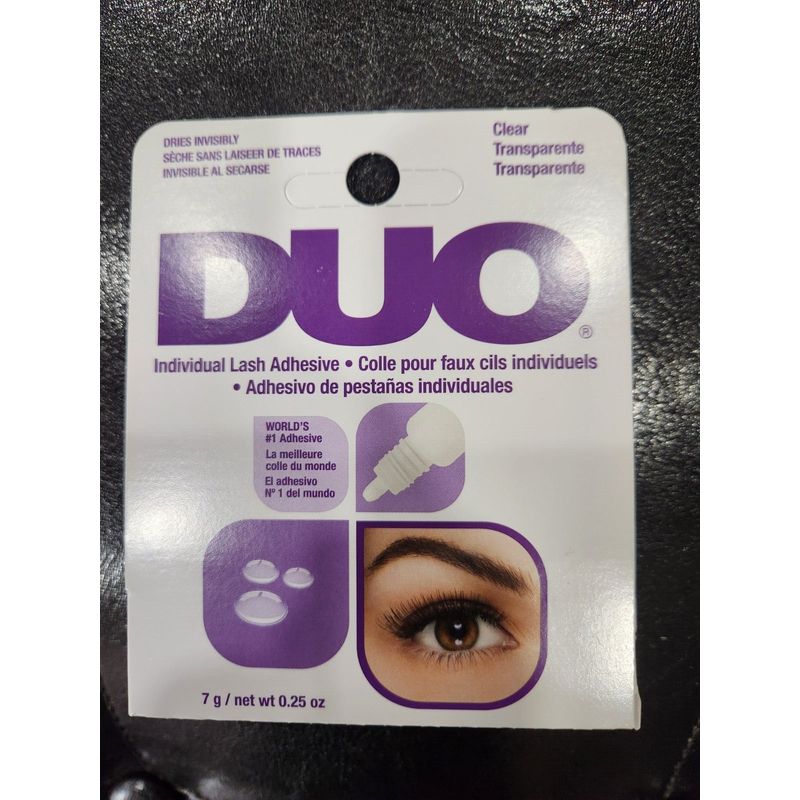 DRIES INVISIBLY
SÈCHE SANS LAISEER DE TRACES
INVISIBLE AL SECARSE
Clear
Transparente
Transparente
DUO®
Individual Lash Adhesive • Colle pour faux cils individuels
• Adhesivo de pestañas individuales
WORLD'S
#1 Adhesive
La meilleure
colle du monde
El adhesivo
Nº 1 del mundo
7 g / net wt 0.25 oz